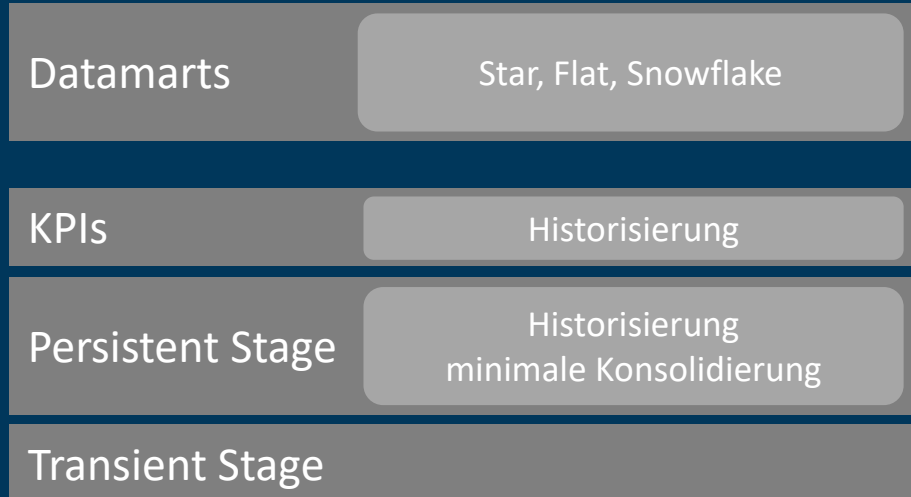 Datamarts
Star, Flat, Snowflake
KPIs
Historisierung
Persistent Stage
Historisierung
minimale Konsolidierung
Transient Stage